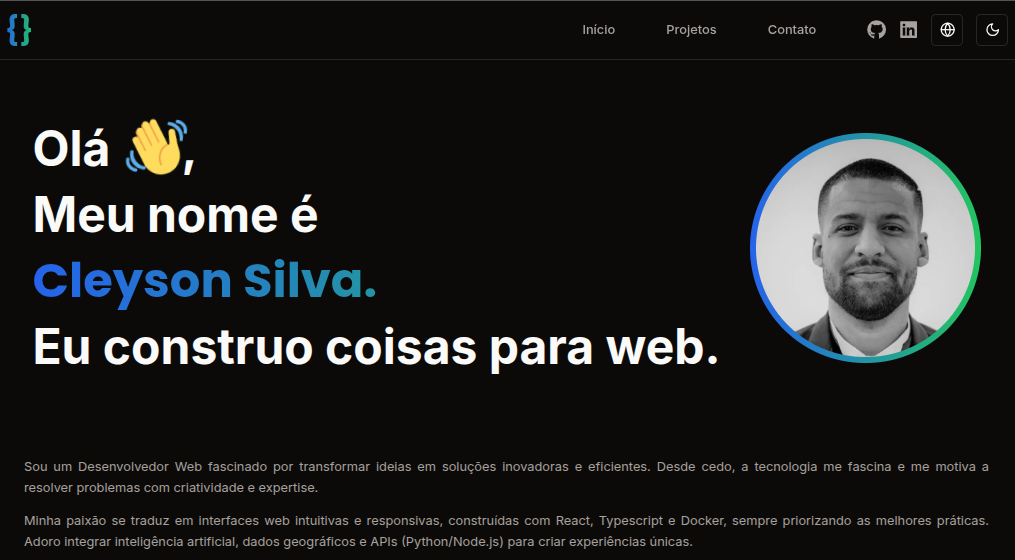 {}
Início Projetos Contato
Olá 👋,
Meu nome é
Cleyson Silva.
Eu construo coisas para web.
Sou um Desenvolvedor Web fascinado por transformar ideias em soluções inovadoras e eficientes. Desde cedo, a tecnologia me fascina e me motiva a
resolver problemas com criatividade e expertise.
Minha paixão se traduz em interfaces web intuitivas e responsivas, construídas com React, Typescript e Docker, sempre priorizando as melhores práticas.
Adoro integrar inteligência artificial, dados geográficos e APIs (Python/Node.js) para criar experiências únicas.